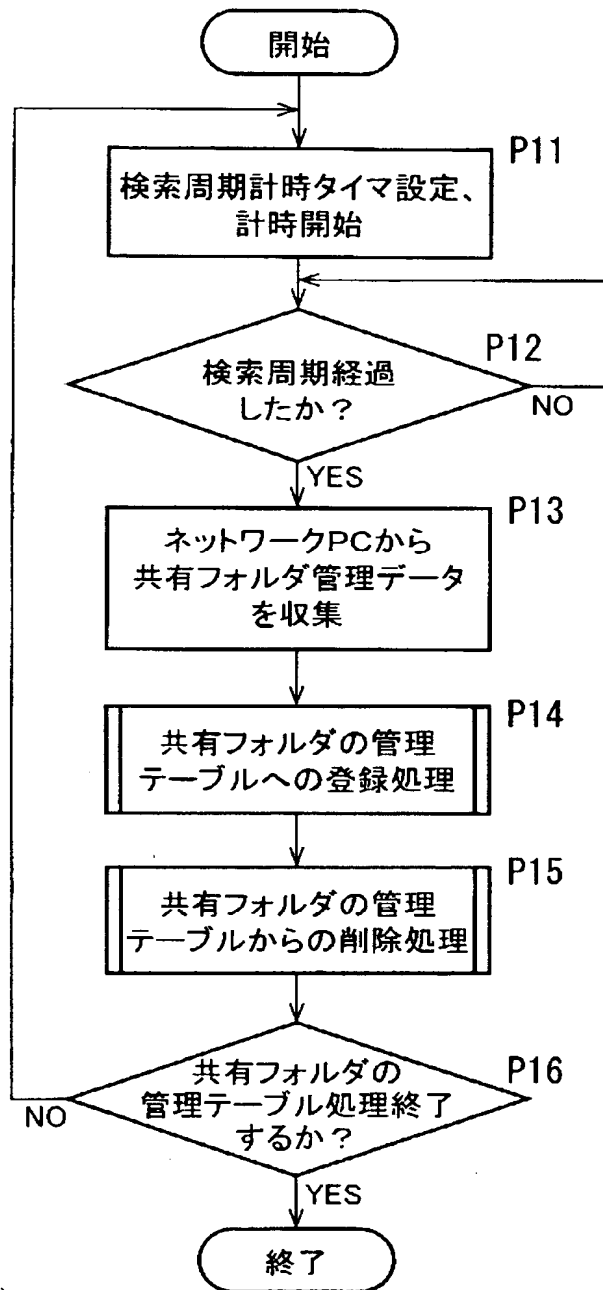 開始
P11
検索周期計時タイマ設定、
計時開始
P12
検索周期経過
したか？
NO
YES
P13
ネットワークPCから
共有フォルダ管理データ
を収集
P14
共有フォルダの管理
テーブルへの登録処理
P15
共有フォルダの管理
テーブルからの削除処理
P16
共有フォルダの
管理テーブル処理終了
するか？
NO
YES
終了